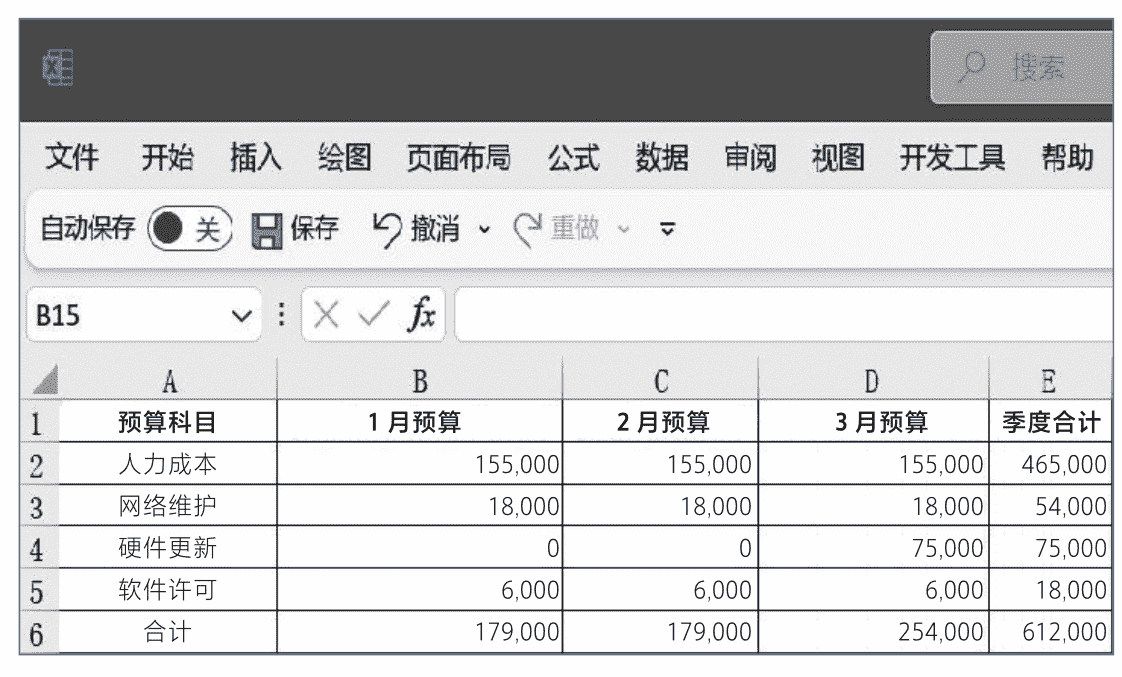 搜索
文件 开始 插入 绘图 页面布局 公式 数据 审阅 视图 开发工具 帮助
自动保存 关 保存 撤消 重做
B15 fx
A B C D E
1 预算科目 1月预算 2月预算 3月预算 季度合计
2 人力成本 155,000 155,000 155,000 465,000
3 网络维护 18,000 18,000 18,000 54,000
4 硬件更新 0 0 75,000 75,000
5 软件许可 6,000 6,000 6,000 18,000
6 合计 179,000 179,000 254,000 612,000